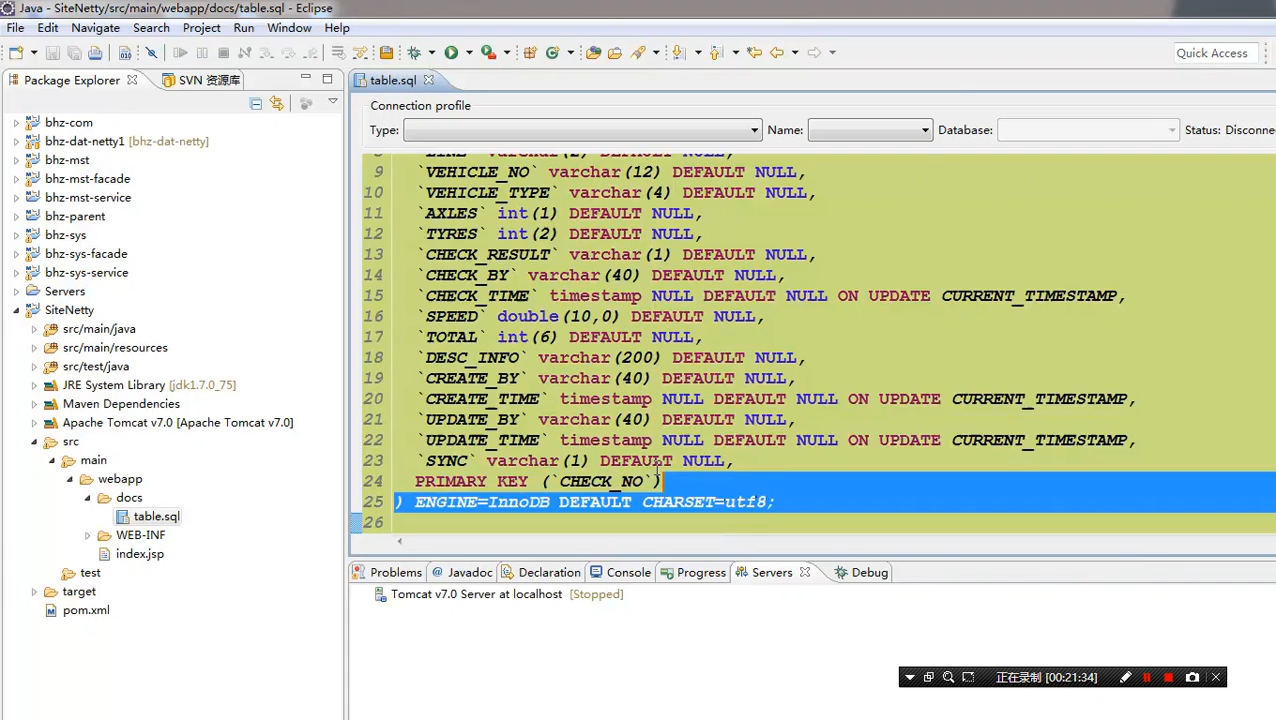 Java - SiteNetty/src/main/webapp/docs/table.sql - Eclipse
File Edit Navigate Search Project Run Window Help
Quick Access
Package Explorer SVN 资源库
table.sql
Connection profile
Type: Name: Database: Status: Disconne
bhz-com
bhz-dat-netty1 [bhz-dat-netty]
bhz-mst
bhz-mst-facade
bhz-mst-service
bhz-parent
bhz-sys
bhz-sys-facade
bhz-sys-service
Servers
SiteNetty
src/main/java
src/main/resources
src/test/java
JRE System Library [jdk1.7.0_75]
Maven Dependencies
Apache Tomcat v7.0 [Apache Tomcat v7.0]
src
main
webapp
docs
table.sql
WEB-INF
index.jsp
test
target
pom.xml
8 `LINE` varchar(2) DEFAULT NULL,
9 `VEHICLE_NO` varchar(12) DEFAULT NULL,
10 `VEHICLE_TYPE` varchar(4) DEFAULT NULL,
11 `AXLES` int(1) DEFAULT NULL,
12 `TYRES` int(2) DEFAULT NULL,
13 `CHECK_RESULT` varchar(1) DEFAULT NULL,
14 `CHECK_BY` varchar(40) DEFAULT NULL,
15 `CHECK_TIME` timestamp NULL DEFAULT NULL ON UPDATE CURRENT_TIMESTAMP,
16 `SPEED` double(10,0) DEFAULT NULL,
17 `TOTAL` int(6) DEFAULT NULL,
18 `DESC_INFO` varchar(200) DEFAULT NULL,
19 `CREATE_BY` varchar(40) DEFAULT NULL,
20 `CREATE_TIME` timestamp NULL DEFAULT NULL ON UPDATE CURRENT_TIMESTAMP,
21 `UPDATE_BY` varchar(40) DEFAULT NULL,
22 `UPDATE_TIME` timestamp NULL DEFAULT NULL ON UPDATE CURRENT_TIMESTAMP,
23 `SYNC` varchar(1) DEFAULT NULL,
24 PRIMARY KEY (`CHECK_NO`)
25 ) ENGINE=InnoDB DEFAULT CHARSET=utf8;
26
Problems Javadoc Declaration Console Progress Servers Debug
Tomcat v7.0 Server at localhost [Stopped]
正在录制 [00:21:34]